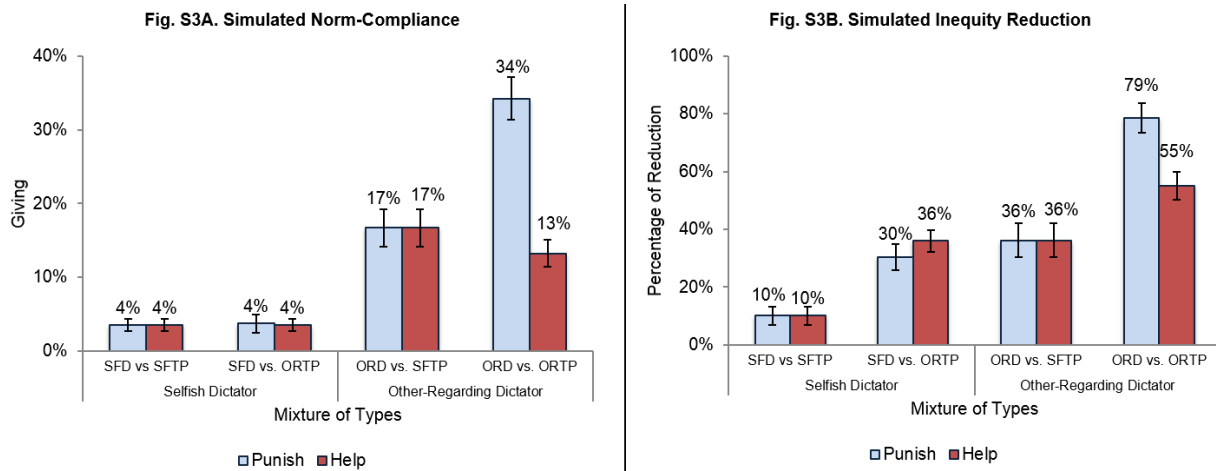 Fig. S3A. Simulated Norm-Compliance
40%
30%
20%
10%
0%
Giving
4% 4%
4% 4%
17% 17%
34%
13%
SFD vs SFTP SFD vs. ORTP ORD vs. SFTP ORD vs. ORTP
Selfish Dictator Other-Regarding Dictator
Mixture of Types
Punish Help
Fig. S3B. Simulated Inequity Reduction
100%
80%
60%
40%
20%
0%
Percentage of Reduction
10% 10%
30% 36%
36% 36%
79%
55%
SFD vs SFTP SFD vs. ORTP ORD vs. SFTP ORD vs. ORTP
Selfish Dictator Other-Regarding Dictator
Mixture of Types
Punish Help